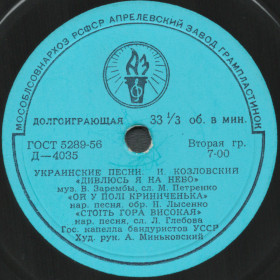 МОСОБЛСОВНАРХОЗ РСФСР АПРЕЛЕВСКИЙ ЗАВОД ГРАМПЛАСТИНОК
ДОЛГОИГРАЮЩАЯ 33 1/3 об. в мин.
ГОСТ 5289-56 Вторая гр.
Д—4035 7-00
УКРАИНСКИЕ ПЕСНИ. И. КОЗЛОВСКИЙ
«ДИВЛЮСЬ Я НА НЕБО»
муз. В. Зарембы, сл. М. Петренко
«ОЙ У ПОЛІ КРИНИЧЕНЬКА»
нар. песня, обр. Н. Лысенко
«СТОІТЬ ГОРА ВИСОКАЯ»
нар. песня, сл. Л. Глебова
Гос. капелла бандуристов УССР
Худ. рук. А. Миньковский